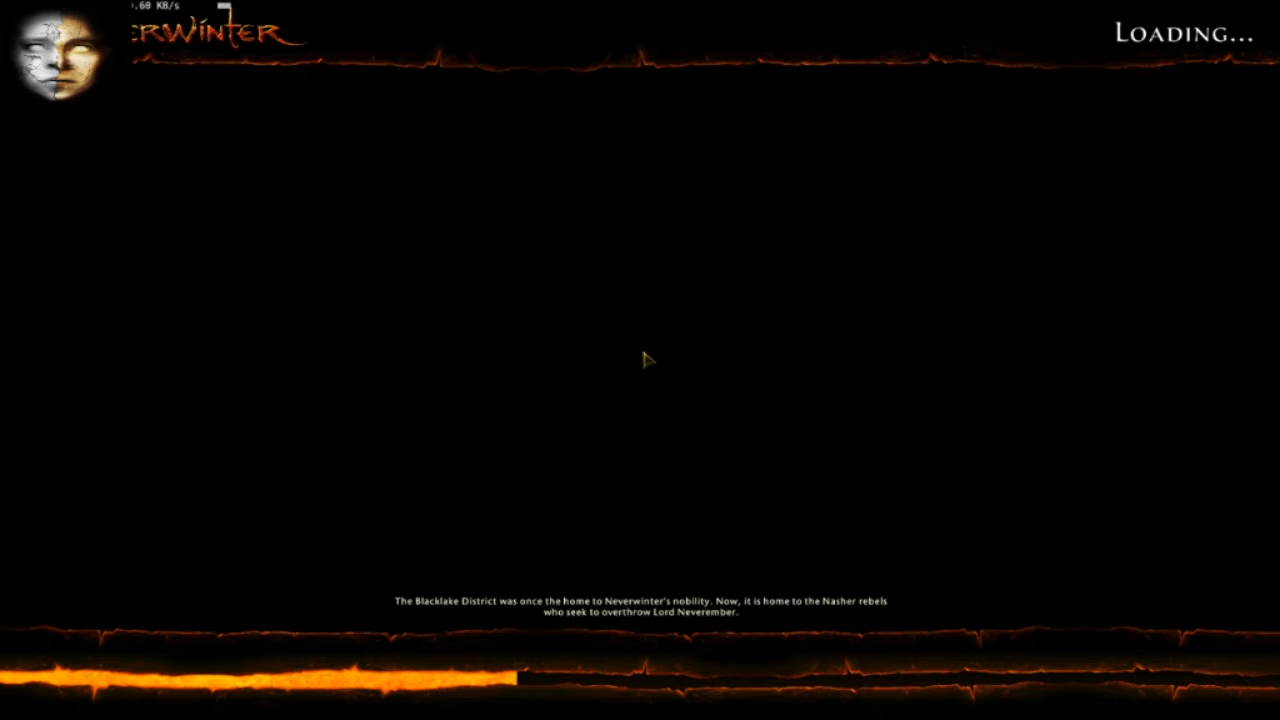 .60 KB/s
ERWINTER
LOADING...
The Blacklake District was once the home to Neverwinter's nobility. Now, it is home to the Nasher rebels
who seek to overthrow Lord Neverember.